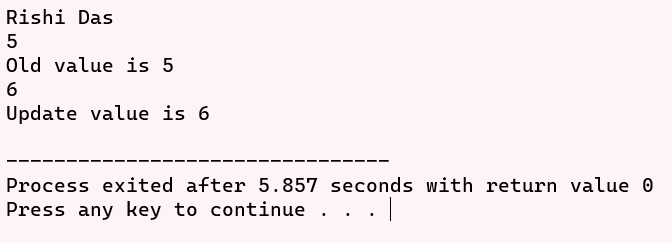 Rishi Das
5
Old value is 5
6
Update value is 6
--------------------------------
Process exited after 5.857 seconds with return value 0
Press any key to continue . . .